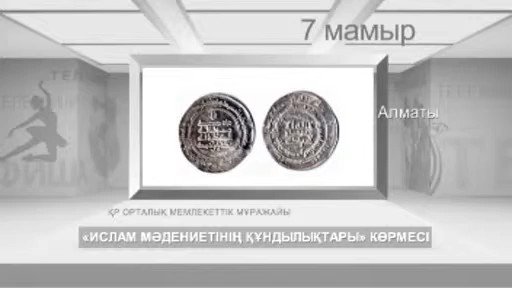 7 мамыр
Алматы
ҚР ОРТАЛЫҚ МЕМЛЕКЕТТІК МҰРАЖАЙЫ
«ИСЛАМ МӘДЕНИЕТІНІҢ ҚҰНДЫЛЫҚТАРЫ» КӨРМЕСІ